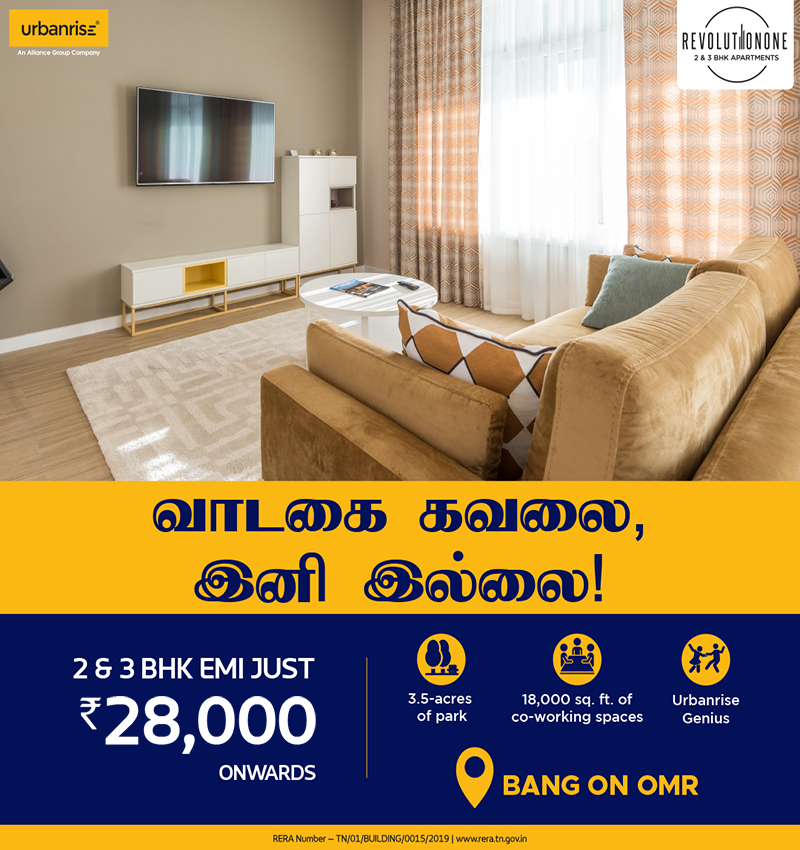 urbanrise®
An Alliance Group Company
REVOLUTIONONE
2 & 3 BHK APARTMENTS
வாடகை கவலை,
இனி இல்லை!
2 & 3 BHK EMI JUST
₹28,000
ONWARDS
3.5-acres
of park
18,000 sq. ft. of
co-working spaces
Urbanrise
Genius
BANG ON OMR
RERA Number – TN/01/BUILDING/0015/2019 | www.rera.tn.gov.in